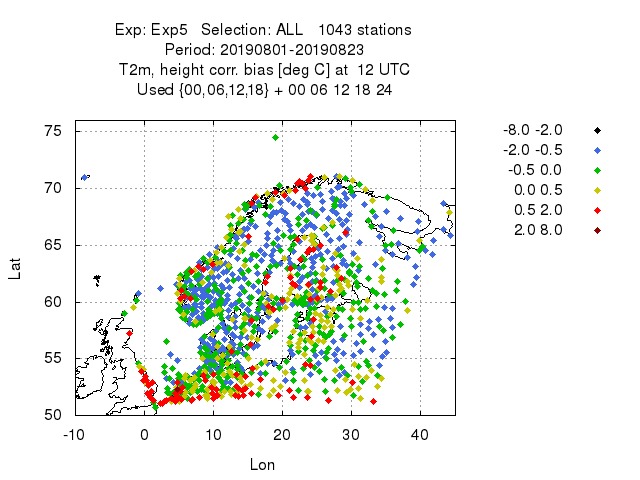 Exp: Exp5 Selection: ALL 1043 stations
Period: 20190801-20190823
T2m, height corr. bias [deg C] at 12 UTC
Used {00,06,12,18} + 00 06 12 18 24
75
70
65
60
55
50
Lat
-10 0 10 20 30 40
Lon
-8.0 -2.0
-2.0 -0.5
-0.5 0.0
0.0 0.5
0.5 2.0
2.0 8.0